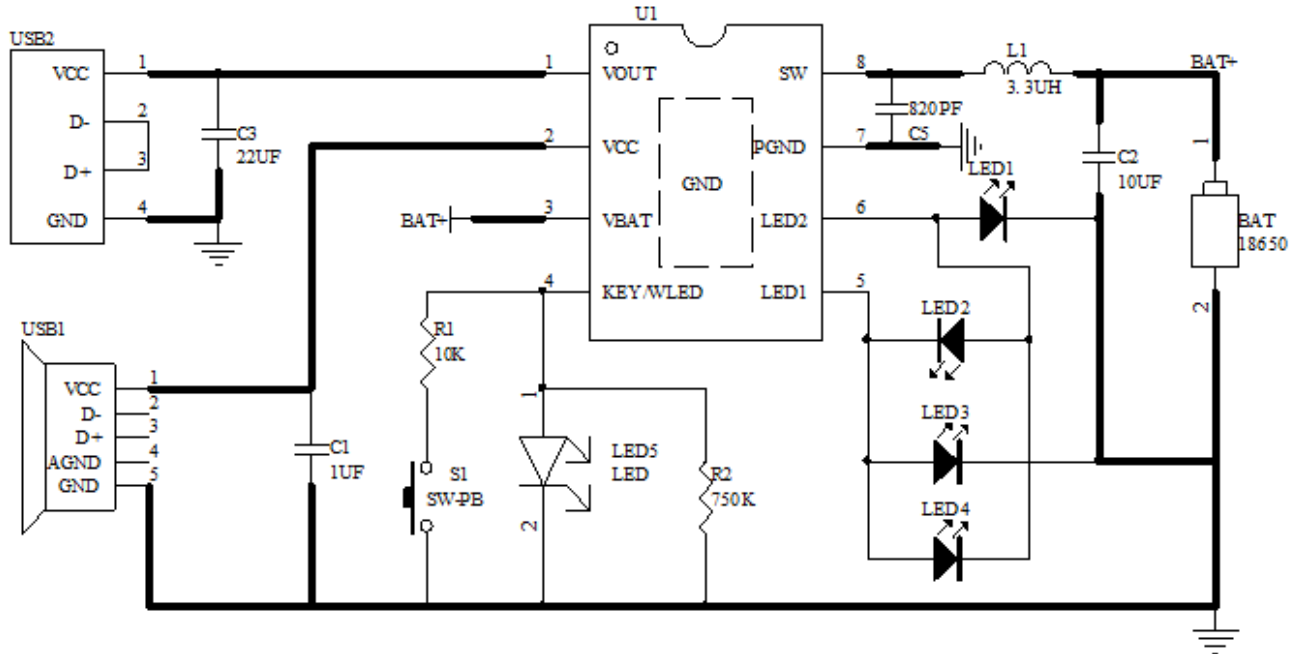 U1
USB2
VCC 1
D- 2
D+ 3
GND 4
C3
22UF
1 VOUT
2 VCC
3 VBAT
4 KEY/WLED
GND
SW 8
PGND 7
LED2 6
LED1 5
BAT+
L1
3.3UH
BAT+
820PF
C5
LED1
C2
10UF
1
BAT
18650
2
USB1
VCC 1
D- 2
D+ 3
AGND 4
GND 5
C1
1UF
R1
10K
S1
SW-PB
1
LED5
LED
2
R2
750K
LED2
LED3
LED4